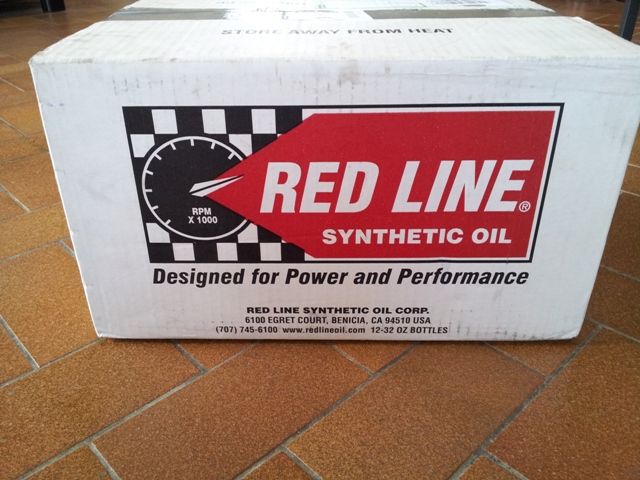 STORE AWAY FROM HEAT
RPM
X 1000
RED LINE®
SYNTHETIC OIL
Designed for Power and Performance
RED LINE SYNTHETIC OIL CORP.
6100 EGRET COURT, BENICIA, CA 94510 USA
(707) 745-6100 www.redlineoil.com 12-32 OZ BOTTLES